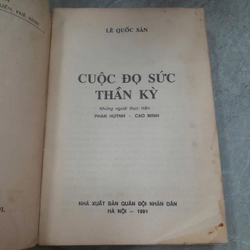 LÊ QUỐC SẢN
CUỘC ĐỌ SỨC
THẦN KỲ
Những người thực hiện
PHAN HUỲNH - CAO MINH
NHÀ XUẤT BẢN QUÂN ĐỘI NHÂN DÂN
HÀ NỘI - 1991